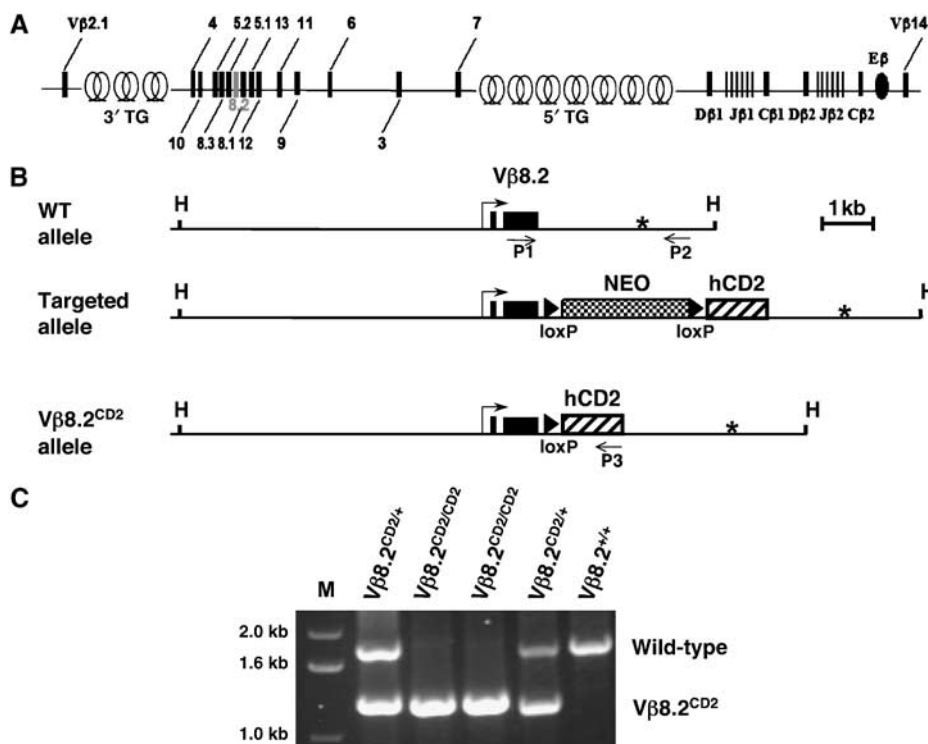 A
Vβ2.1 4 5.2 5.1 13 11 6 7 Vβ14
Eβ
8.2
3′ TG 5′ TG
Dβ1 Jβ1 Cβ1 Dβ2 Jβ2 Cβ2
10 8.3 8.1 12 9 3
B
Vβ8.2
WT allele H H 1 kb
*
P1 P2
NEO hCD2
Targeted allele H H
*
loxP loxP
hCD2
Vβ8.2CD2 allele H H
*
loxP P3
C
M Vβ8.2CD2/+ Vβ8.2CD2/CD2 Vβ8.2CD2/CD2 Vβ8.2CD2/+ Vβ8.2+/+
2.0 kb
Wild-type
1.6 kb
Vβ8.2CD2
1.0 kb